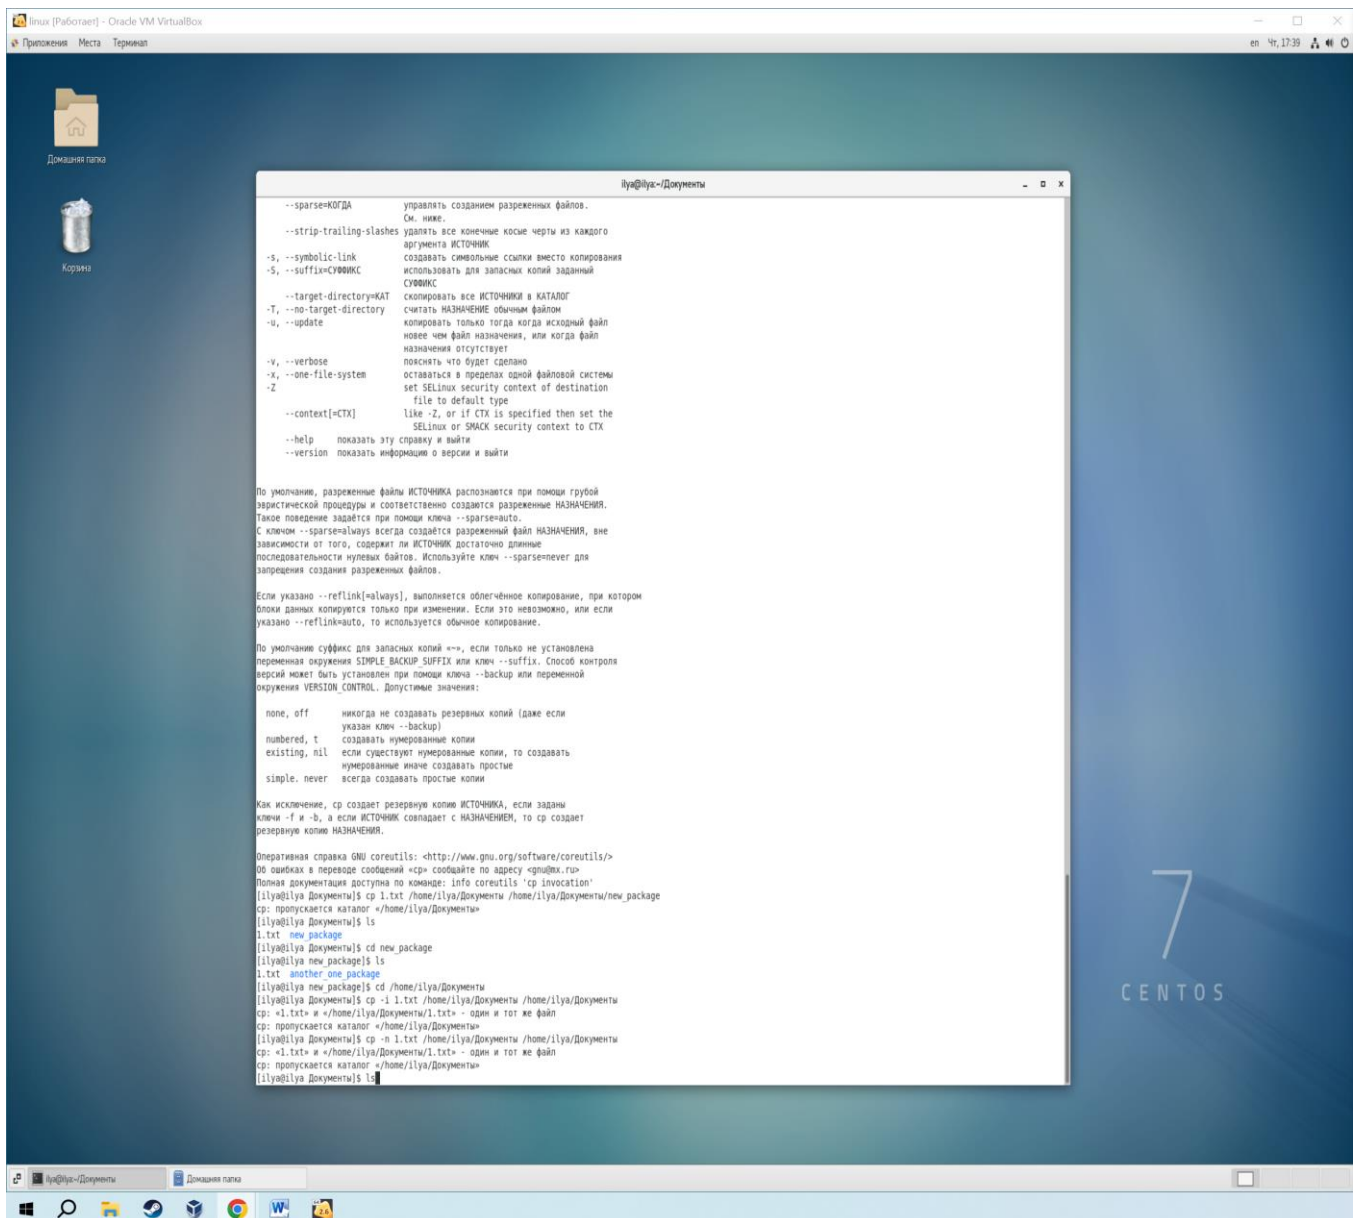 linux [Работает] - Oracle VM VirtualBox
Приложения Места Терминал
en Чт, 17:39
Домашняя папка
Корзина
ilya@ilya:~/Документы
--sparse=КОГДА управлять созданием разреженных файлов.
См. ниже.
--strip-trailing-slashes удалять все конечные косые черты из каждого
аргумента ИСТОЧНИК
-s, --symbolic-link создавать символьные ссылки вместо копирования
-S, --suffix=СУФФИКС использовать для запасных копий заданный
СУФФИКС
--target-directory=КАТ скопировать все ИСТОЧНИКИ в КАТАЛОГ
-T, --no-target-directory считать НАЗНАЧЕНИЕ обычным файлом
-u, --update копировать только тогда когда исходный файл
новее чем файл назначения, или когда файл
назначения отсутствует
-v, --verbose пояснять что будет сделано
-x, --one-file-system оставаться в пределах одной файловой системы
-Z set SELinux security context of destination
file to default type
--context[=CTX] like -Z, or if CTX is specified then set the
SELinux or SMACK security context to CTX
--help показать эту справку и выйти
--version показать информацию о версии и выйти
По умолчанию, разреженные файлы ИСТОЧНИКА распознаются при помощи грубой
эвристической процедуры и соответственно создаются разреженные НАЗНАЧЕНИЯ.
Такое поведение задаётся при помощи ключа --sparse=auto.
С ключом --sparse=always всегда создаётся разреженный файл НАЗНАЧЕНИЯ, вне
зависимости от того, содержит ли ИСТОЧНИК достаточно длинные
последовательности нулевых байтов. Используйте ключ --sparse=never для
запрещения создания разреженных файлов.
Если указано --reflink[=always], выполняется облегчённое копирование, при котором
блоки данных копируются только при изменении. Если это невозможно, или если
указано --reflink=auto, то используется обычное копирование.
По умолчанию суффикс для запасных копий «~», если только не установлена
переменная окружения SIMPLE_BACKUP_SUFFIX или ключ --suffix. Способ контроля
версий может быть установлен при помощи ключа --backup или переменной
окружения VERSION_CONTROL. Допустимые значения:
none, off никогда не создавать резервных копий (даже если
указан ключ --backup)
numbered, t создавать нумерованные копии
existing, nil если существуют нумерованные копии, то создавать
нумерованные иначе создавать простые
simple. never всегда создавать простые копии
Как исключение, cp создает резервную копию ИСТОЧНИКА, если заданы
ключи -f и -b, а если ИСТОЧНИК совпадает с НАЗНАЧЕНИЕМ, то cp создает
резервную копию НАЗНАЧЕНИЯ.
Оперативная справка GNU coreutils: <http://www.gnu.org/software/coreutils/>
Об ошибках в переводе сообщений «cp» сообщайте по адресу <gnu@mx.ru>
Полная документация доступна по команде: info coreutils 'cp invocation'
[ilya@ilya Документы]$ cp 1.txt /home/ilya/Документы /home/ilya/Документы/new_package
cp: пропускается каталог «/home/ilya/Документы»
[ilya@ilya Документы]$ ls
1.txt new_package
[ilya@ilya Документы]$ cd new_package
[ilya@ilya new_package]$ ls
1.txt another_one_package
[ilya@ilya new_package]$ cd /home/ilya/Документы
[ilya@ilya Документы]$ cp -i 1.txt /home/ilya/Документы /home/ilya/Документы
cp: «1.txt» и «/home/ilya/Документы/1.txt» - один и тот же файл
cp: пропускается каталог «/home/ilya/Документы»
[ilya@ilya Документы]$ cp -n 1.txt /home/ilya/Документы /home/ilya/Документы
cp: «1.txt» и «/home/ilya/Документы/1.txt» - один и тот же файл
cp: пропускается каталог «/home/ilya/Документы»
[ilya@ilya Документы]$ ls
7
CENTOS
ilya@ilya:~/Документы Домашняя папка